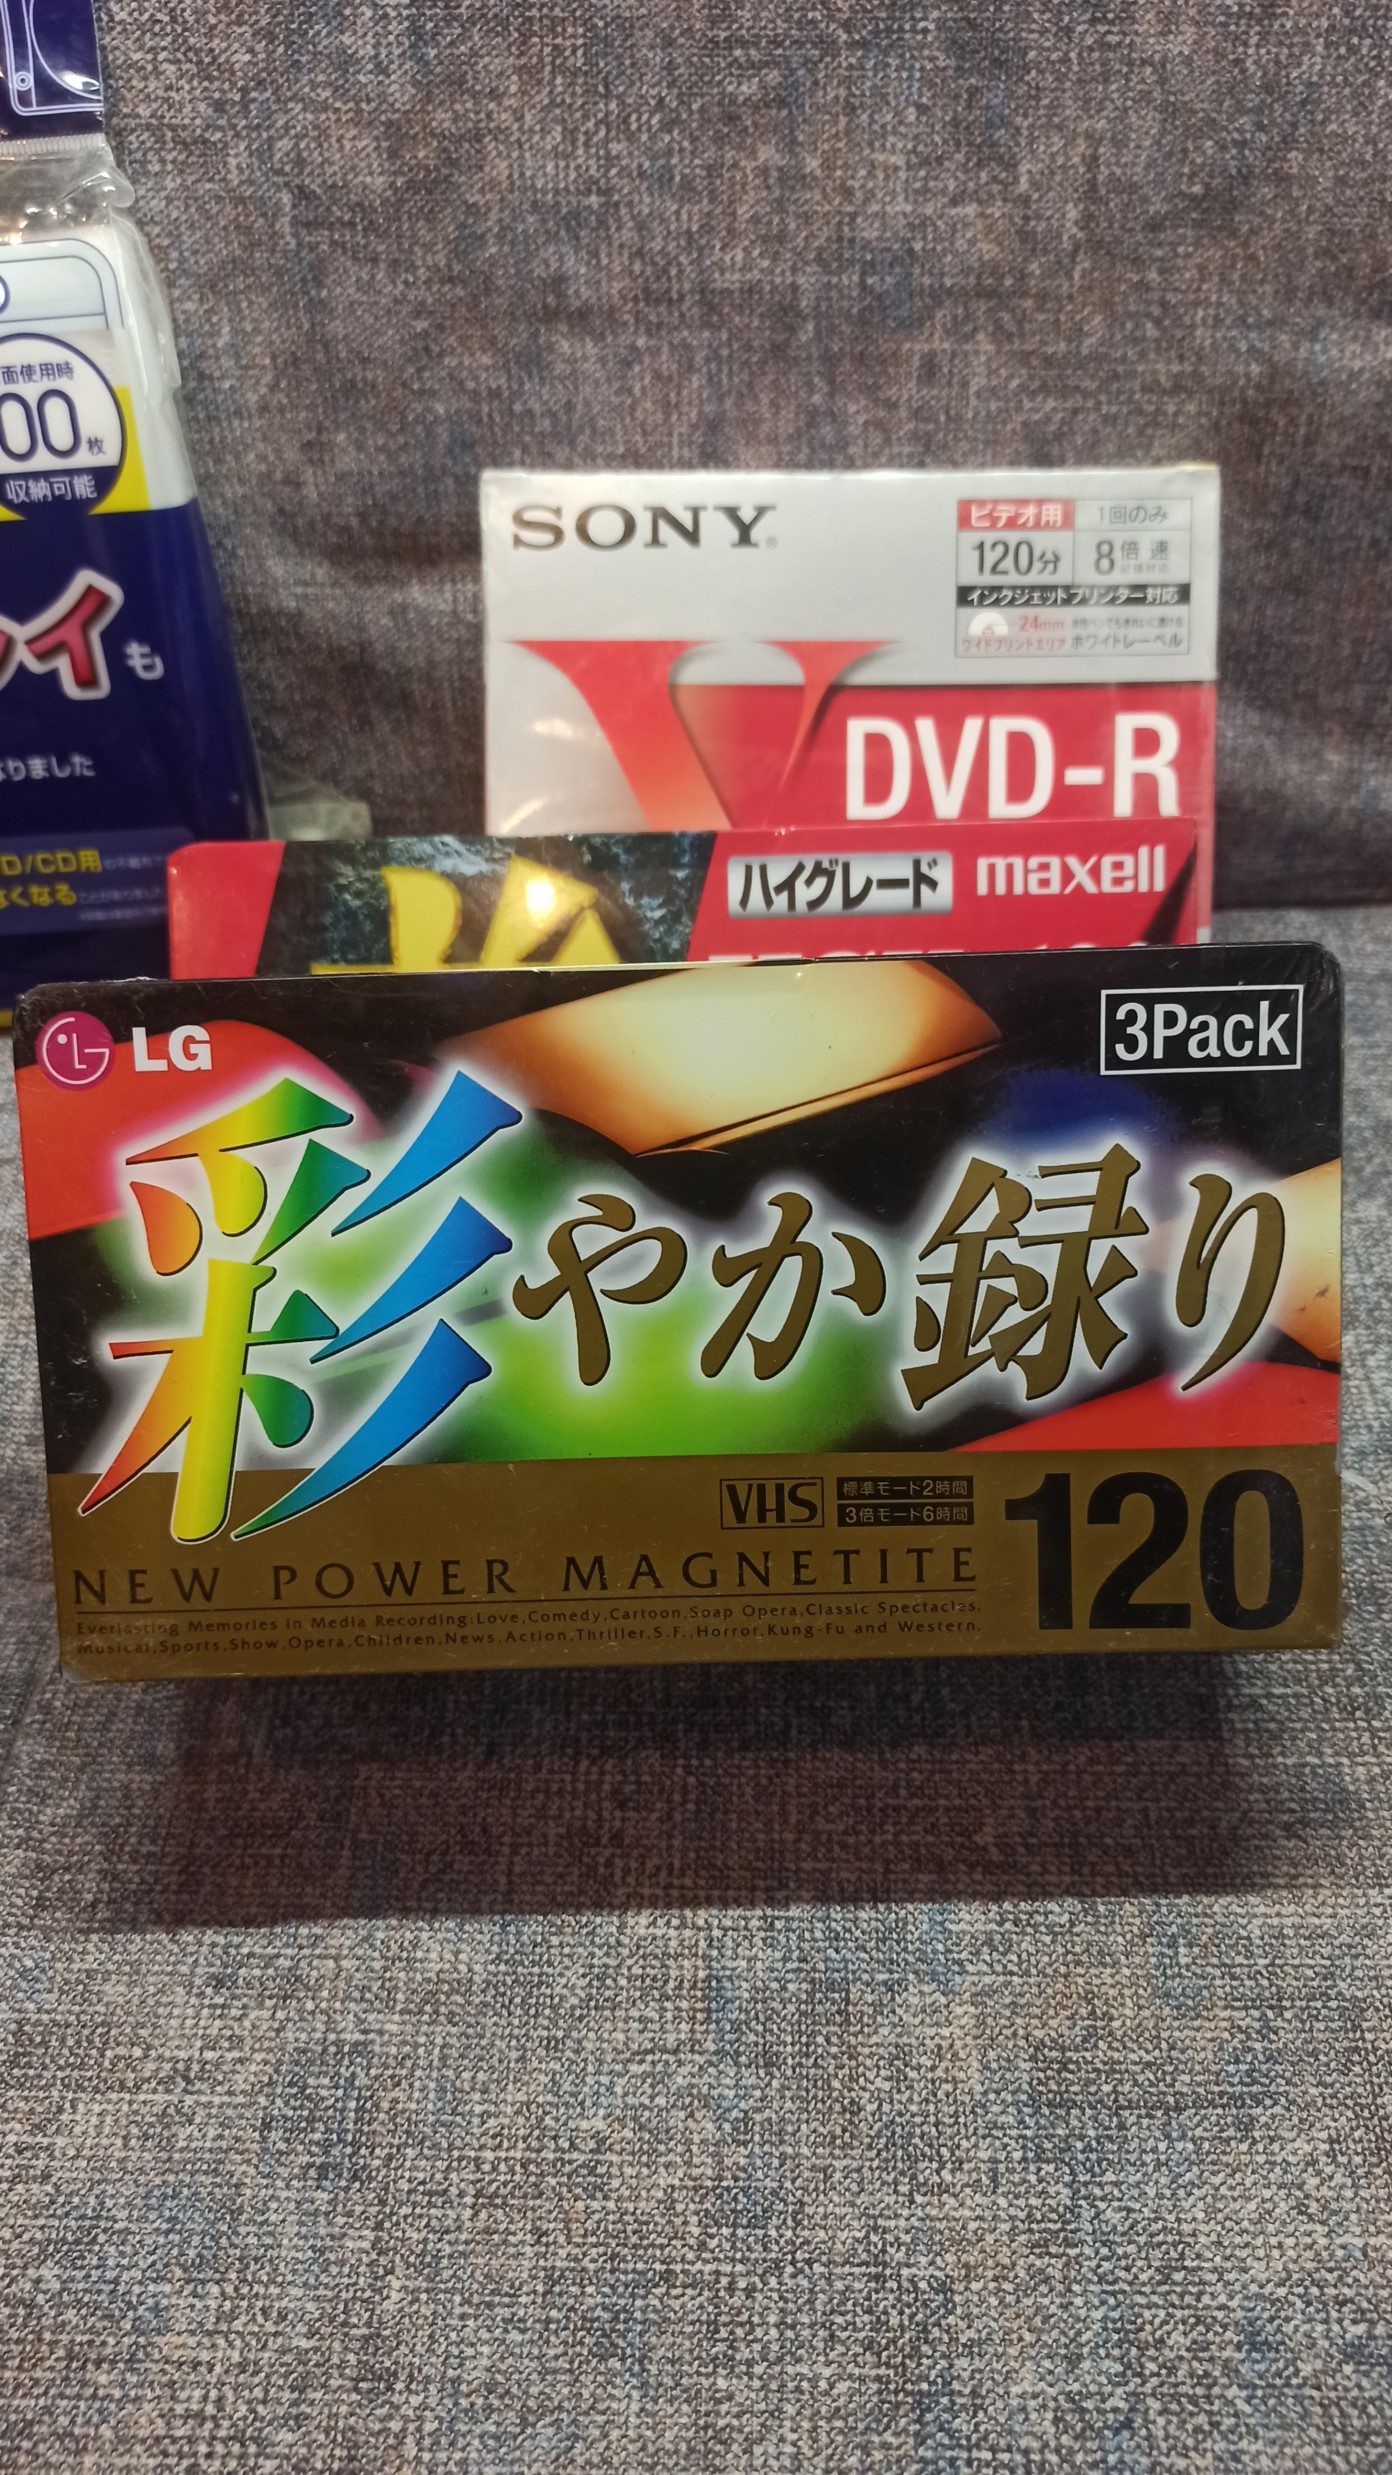 面使用時
00枚
収納可能
イも
なりました
D/CD用
なくなる
SONY
ビデオ用
1回のみ
120分
8倍速
インクジェットプリンター対応
24mm
ワイドプリントエリア ホワイトレーベル
DVD-R
ハイグレード
maxell
LG
3Pack
彩やか録り
VHS
標準モード2時間
3倍モード6時間
120
NEW POWER MAGNETITE
Everlasting Memories in Media Recording:Love,Comedy,Cartoon,Soap Opera,Classic Spectacles,
Musical,Sports,Show,Opera,Children,News,Action,Thriller,S.F.,Horror,Kung-Fu and Western.